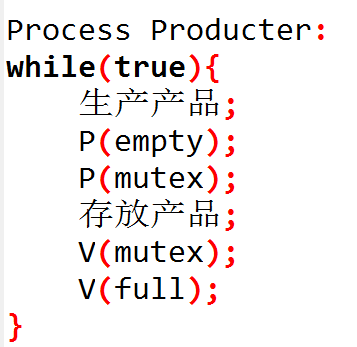 Process Producter:
while(true){
    生产产品;
    P(empty);
    P(mutex);
    存放产品;
    V(mutex);
    V(full);
}